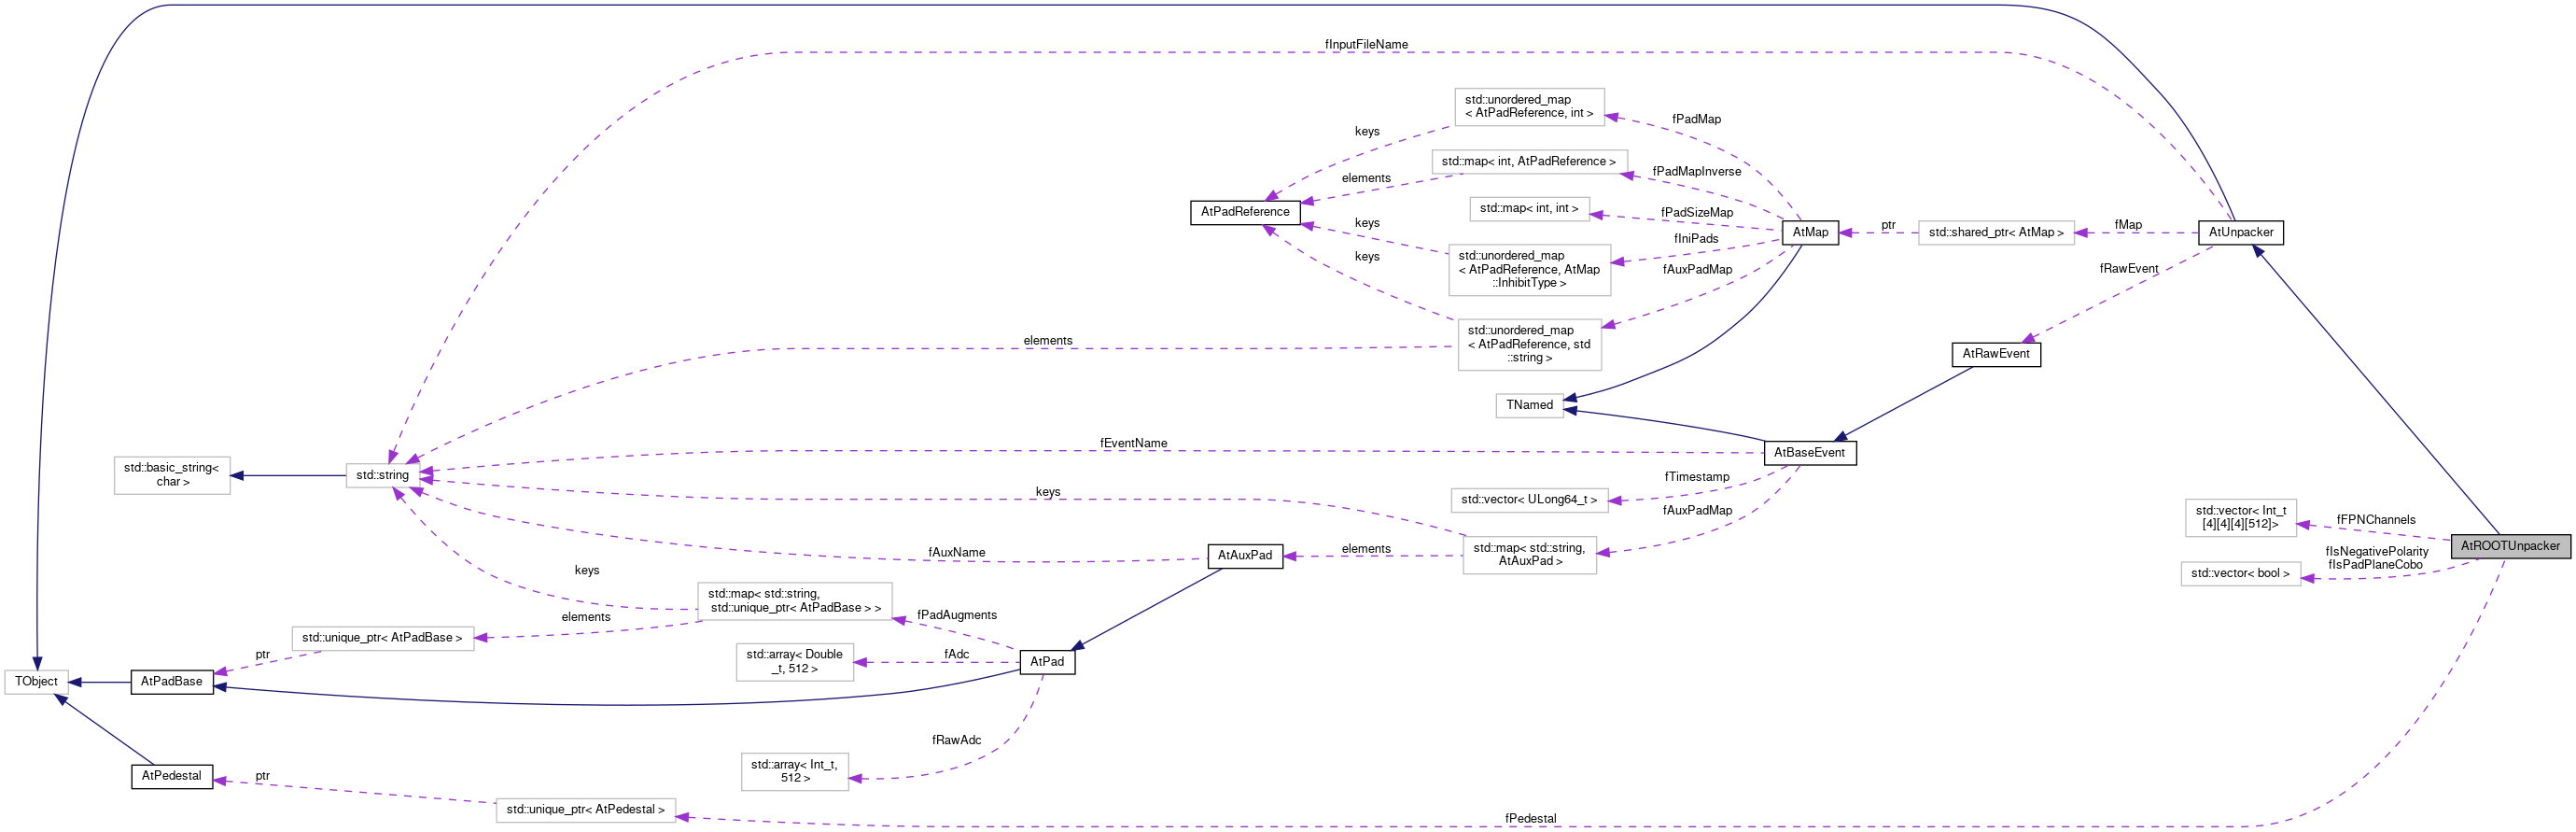 fInputFileName
std::unordered_map
< AtPadReference, int >
fPadMap
keys
std::map< int, AtPadReference >
fPadMapInverse
elements
AtPadReference
std::map< int, int >
fPadSizeMap
keys
fIniPads
std::unordered_map
< AtPadReference, AtMap
::InhibitType >
keys
fAuxPadMap
AtMap
ptr
std::shared_ptr< AtMap >
fMap
AtUnpacker
fRawEvent
std::unordered_map
< AtPadReference, std
::string >
elements
AtRawEvent
TNamed
fEventName
AtBaseEvent
std::basic_string<
char >
std::string
fTimestamp
std::vector< ULong64_t >
keys
fAuxPadMap
std::vector< Int_t
[4][4][4][512]>
fFPNChannels
AtROOTUnpacker
fIsNegativePolarity
fIsPadPlaneCobo
std::vector< bool >
fAuxName
AtAuxPad
elements
std::map< std::string,
AtAuxPad >
keys
std::map< std::string,
std::unique_ptr< AtPadBase > >
fPadAugments
elements
std::unique_ptr< AtPadBase >
ptr
std::array< Double
_t, 512 >
fAdc
AtPad
TObject
AtPadBase
fRawAdc
std::array< Int_t,
512 >
AtPedestal
ptr
std::unique_ptr< AtPedestal >
fPedestal